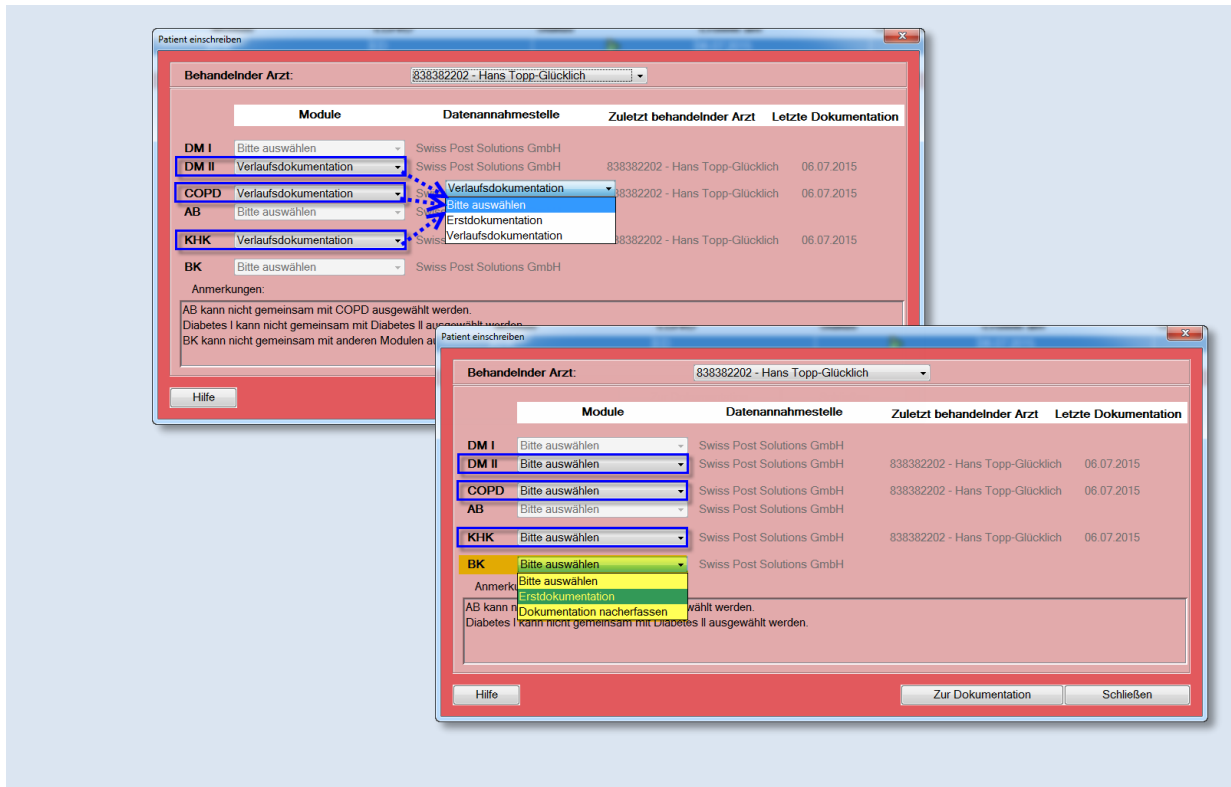 Patient einschreiben
Behandelnder Arzt: 838382202 - Hans Topp-Glücklich
Module Datenannahmestelle Zuletzt behandelnder Arzt Letzte Dokumentation
DM I Bitte auswählen Swiss Post Solutions GmbH
DM II Verlaufsdokumentation Swiss Post Solutions GmbH 838382202 - Hans Topp-Glücklich 06.07.2015
COPD Verlaufsdokumentation Verlaufsdokumentation 838382202 - Hans Topp-Glücklich 06.07.2015
AB Bitte auswählen Bitte auswählen
Erstdokumentation
KHK Verlaufsdokumentation Swiss Verlaufsdokumentation 838382202 - Hans Topp-Glücklich 06.07.2015
BK Bitte auswählen Swiss Post Solutions GmbH
Anmerkungen:
AB kann nicht gemeinsam mit COPD ausgewählt werden.
Diabetes I kann nicht gemeinsam mit Diabetes II ausgewählt werden.
BK kann nicht gemeinsam mit anderen Modulen
Hilfe
Patient einschreiben
Behandelnder Arzt: 838382202 - Hans Topp-Glücklich
Module Datenannahmestelle Zuletzt behandelnder Arzt Letzte Dokumentation
DM I Bitte auswählen Swiss Post Solutions GmbH
DM II Bitte auswählen Swiss Post Solutions GmbH 838382202 - Hans Topp-Glücklich 06.07.2015
COPD Bitte auswählen Swiss Post Solutions GmbH 838382202 - Hans Topp-Glücklich 06.07.2015
AB Bitte auswählen Swiss Post Solutions GmbH
KHK Bitte auswählen Swiss Post Solutions GmbH 838382202 - Hans Topp-Glücklich 06.07.2015
BK Bitte auswählen Swiss Post Solutions GmbH
Bitte auswählen
Erstdokumentation
Dokumentation nacherfassen
AB kann wählt werden.
Diabetes I kann nicht gemeinsam mit Diabetes II ausgewählt werden.
Hilfe Zur Dokumentation Schließen